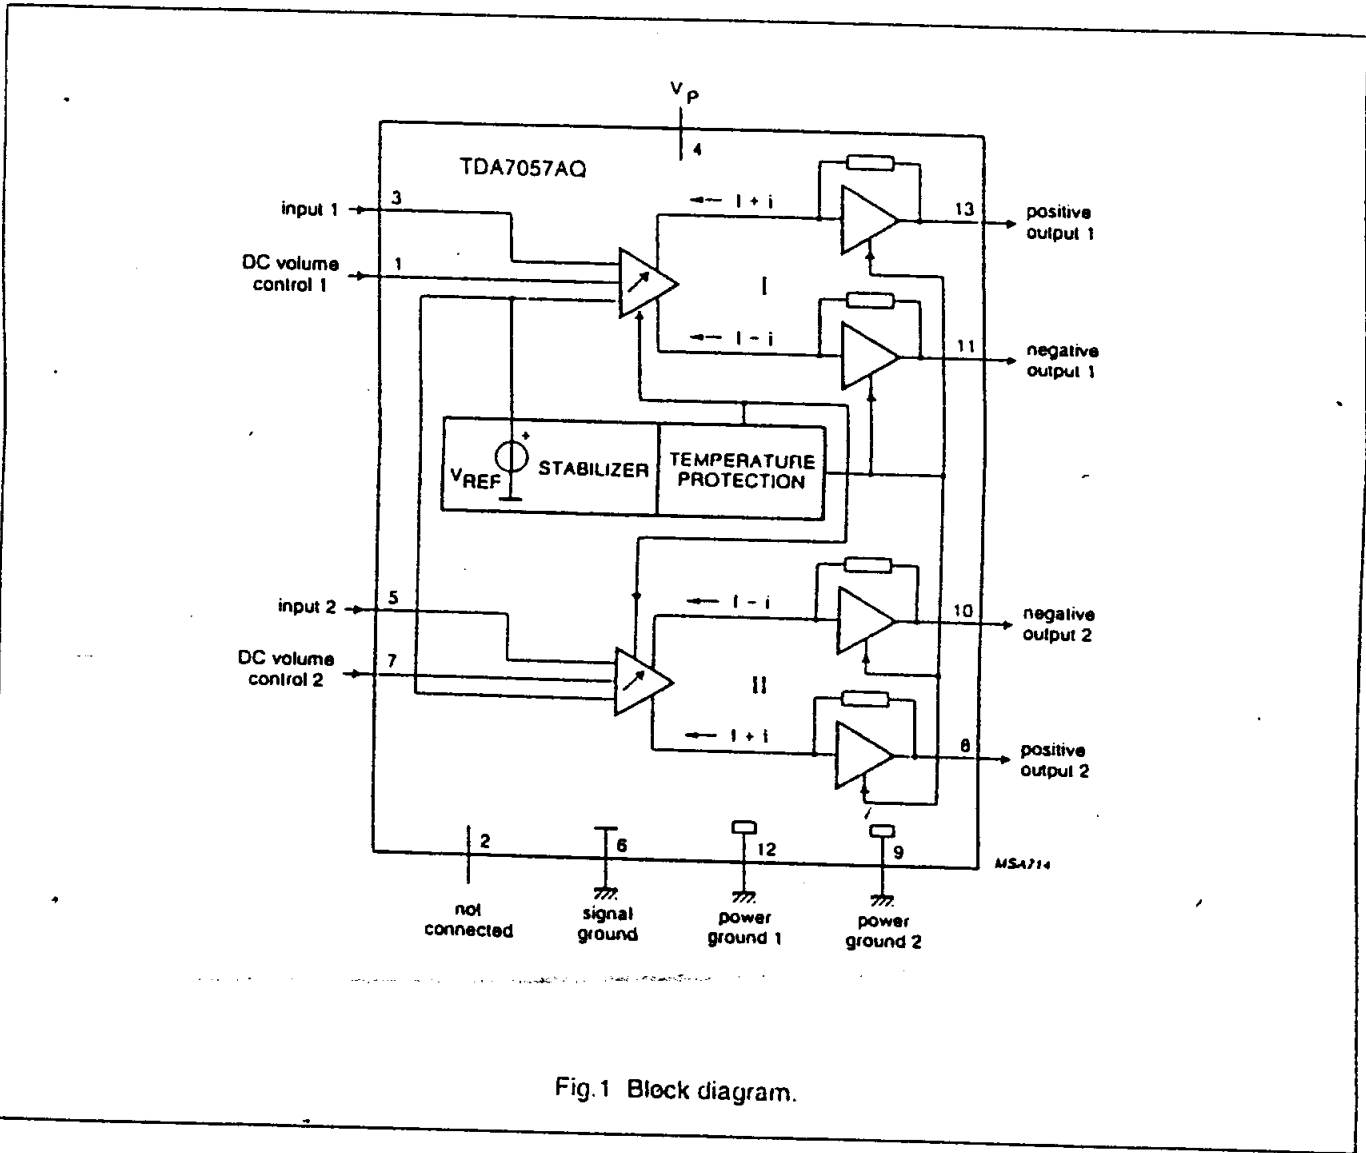 V P
4
TDA7057AQ
input 1
3
DC volume
control 1
1
I + i
13
positive
output 1
I
I - i
11
negative
output 1
+
VREF
STABILIZER
TEMPERATURE
PROTECTION
input 2
5
DC volume
control 2
7
I - i
10
negative
output 2
II
I + i
8
positive
output 2
2
6
12
9
MSA714
not
connected
signal
ground
power
ground 1
power
ground 2
Fig.1 Block diagram.